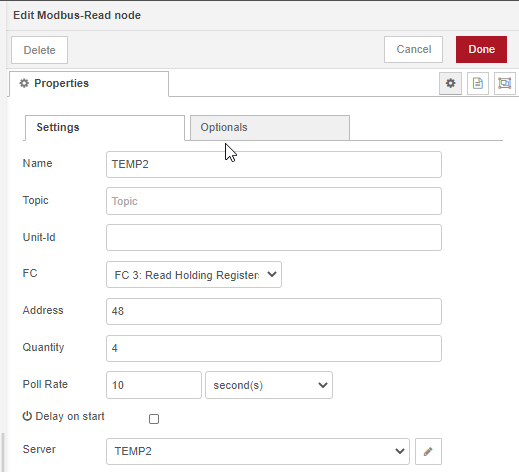 Edit Modbus-Read node
Delete
Cancel
Done
Properties
Settings
Optionals
Name
TEMP2
Topic
Topic
Unit-Id
FC
FC 3: Read Holding Register
Address
48
Quantity
4
Poll Rate
10
second(s)
Delay on start
Server
TEMP2